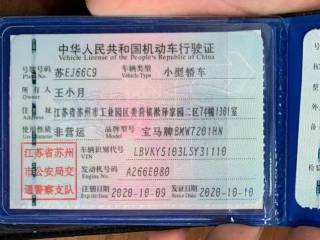 中华人民共和国机动车行驶证
Vehicle License of the People's Republic of China
号牌号码 苏EJ66C9 车辆类型 小型轿车
Plate No. Vehicle Type
所有人 王小月
Owner
住址 江苏省苏州市工业园区娄葑镇 家园二区74幢1301室
Address
使用性质 非营运 品牌型号 宝马牌BMW7201HN
Use Character Model
江苏省苏州
市公安局交
通警察支队
车辆识别代号 LBVKY5103LSY31110
VIN
发动机号码 A266E080
Engine No.
注册日期 2020-10-09 发证日期 2020-10-10
Register Date Issue Date